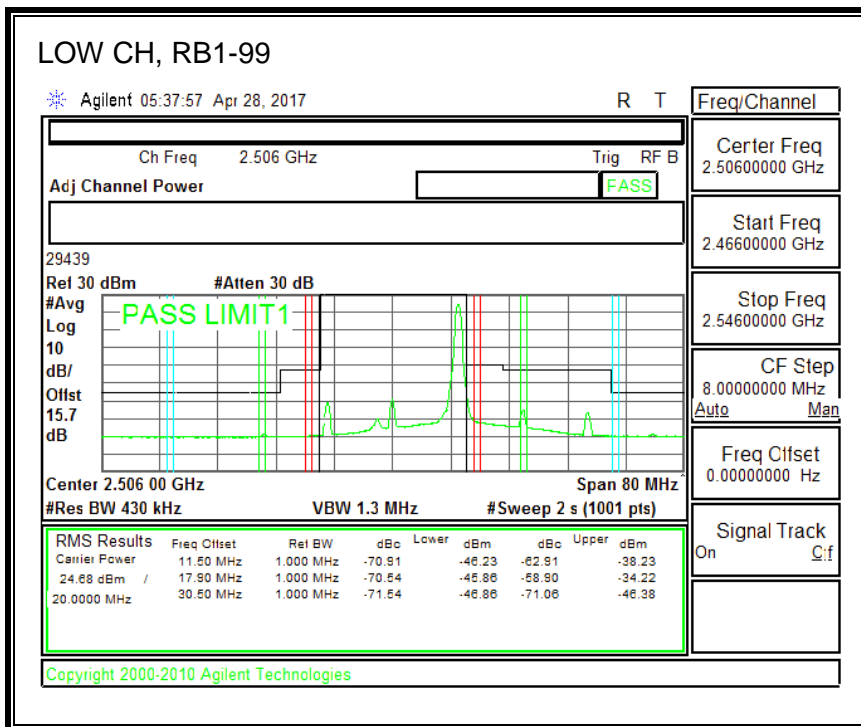 LOW CH, RB1-99
Agilent 05:37:57 Apr 28, 2017 R T
Freq/Channel
Ch Freq 2.506 GHz Trig RF B
Adj Channel Power PASS
Center Freq
2.50600000 GHz
Start Freq
2.46600000 GHz
Stop Freq
2.54600000 GHz
CF Step
8.00000000 MHz
Auto Man
Freq Offset
0.00000000 Hz
Signal Track
On Off
29439
Ref 30 dBm #Atten 30 dB
#Avg
Log
10
dB/
Offst
15.7
dB
PASS LIMIT1
Center 2.506 00 GHz Span 80 MHz
#Res BW 430 kHz VBW 1.3 MHz #Sweep 2 s (1001 pts)
RMS Results Freq Offset Ref BW dBc Lower dBm dBc Upper dBm
Carrier Power 11.50 MHz 1.000 MHz -70.91 -46.23 -62.91 -38.23
24.68 dBm / 17.90 MHz 1.000 MHz -70.54 -45.86 -58.90 -34.22
20.0000 MHz 30.50 MHz 1.000 MHz -71.54 -46.86 -71.06 -46.38
Copyright 2000-2010 Agilent Technologies